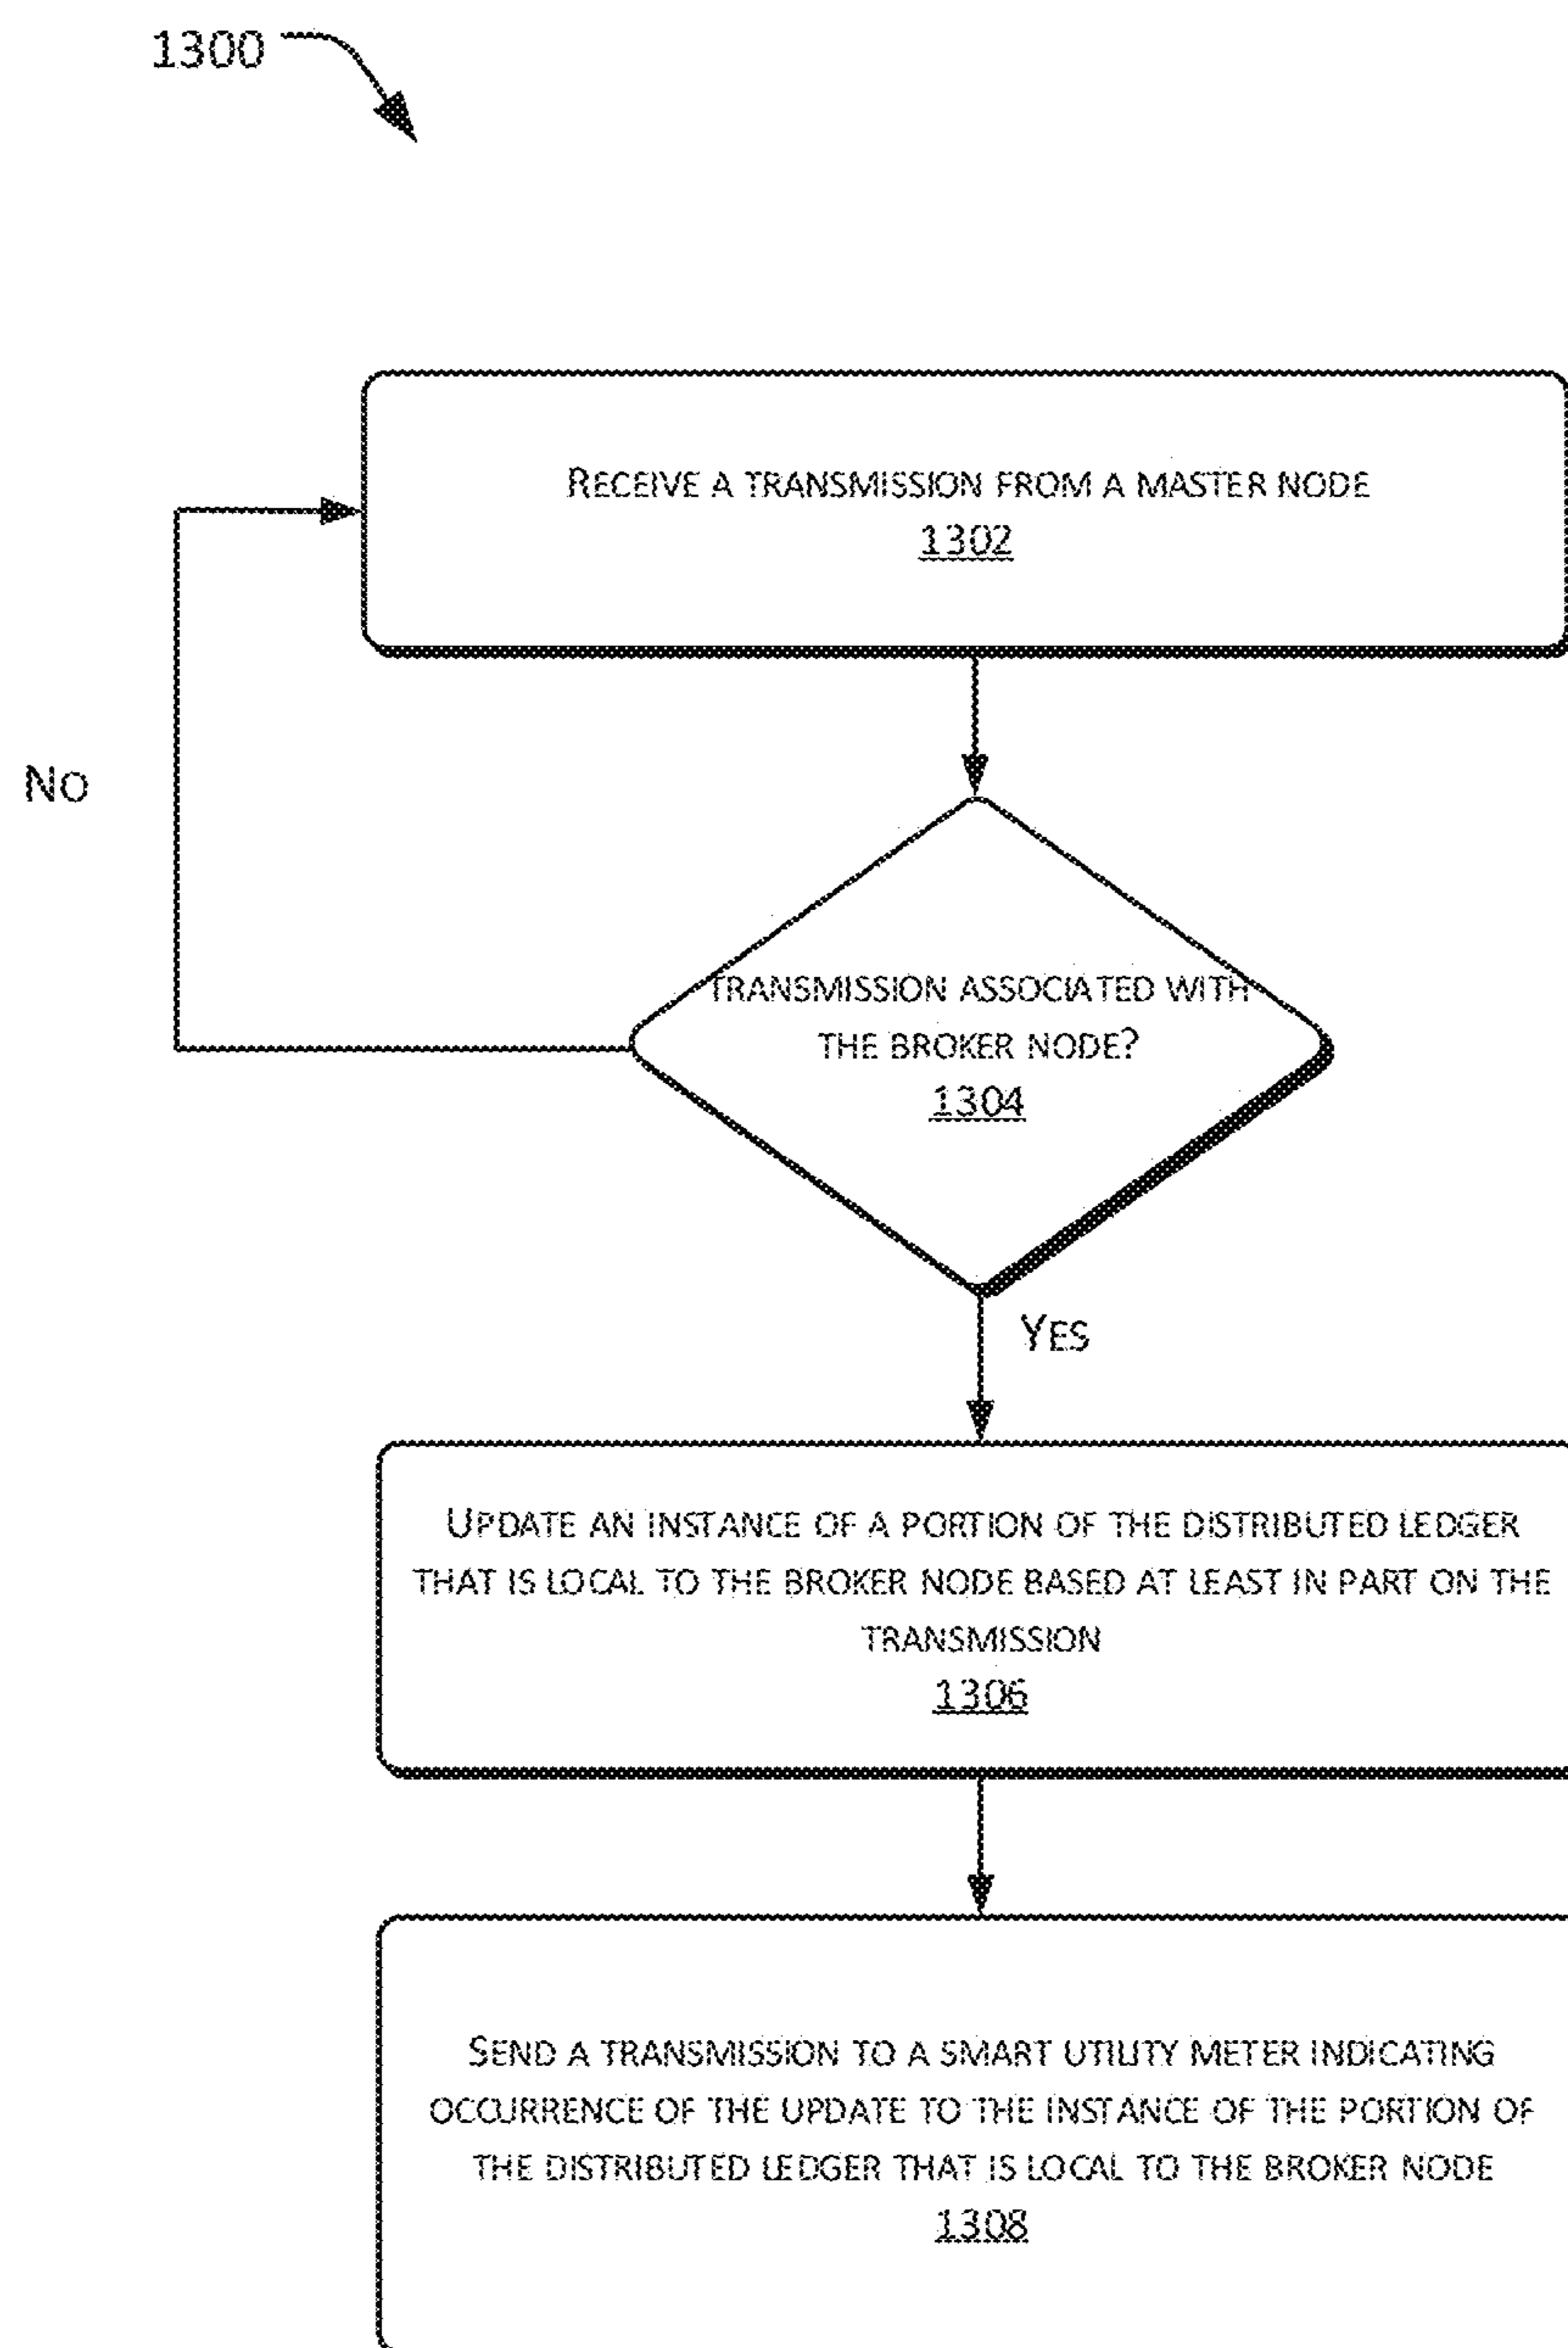 1300
RECEIVE A TRANSMISSION FROM A MASTER NODE
1302
NO
TRANSMISSION ASSOCIATED WITH
THE BROKER NODE?
1304
YES
UPDATE AN INSTANCE OF A PORTION OF THE DISTRIBUTED LEDGER
THAT IS LOCAL TO THE BROKER NODE BASED AT LEAST IN PART ON THE
TRANSMISSION
1306
SEND A TRANSMISSION TO A SMART UTILITY METER INDICATING
OCCURRENCE OF THE UPDATE TO THE INSTANCE OF THE PORTION OF
THE DISTRIBUTED LEDGER THAT IS LOCAL TO THE BROKER NODE
1308